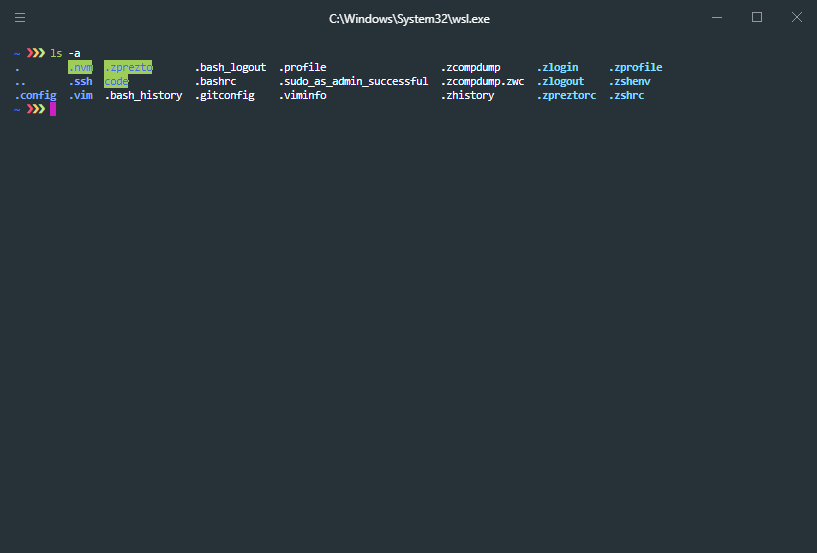 C:\Windows\System32\wsl.exe
~ ❯❯❯ ls -a
. .nvm .zprezto .bash_logout .profile .zcompdump .zlogin .zprofile
.. .ssh code .bashrc .sudo_as_admin_successful .zcompdump.zwc .zlogout .zshenv
.config .vim .bash_history .gitconfig .viminfo .zhistory .zpreztorc .zshrc
~ ❯❯❯